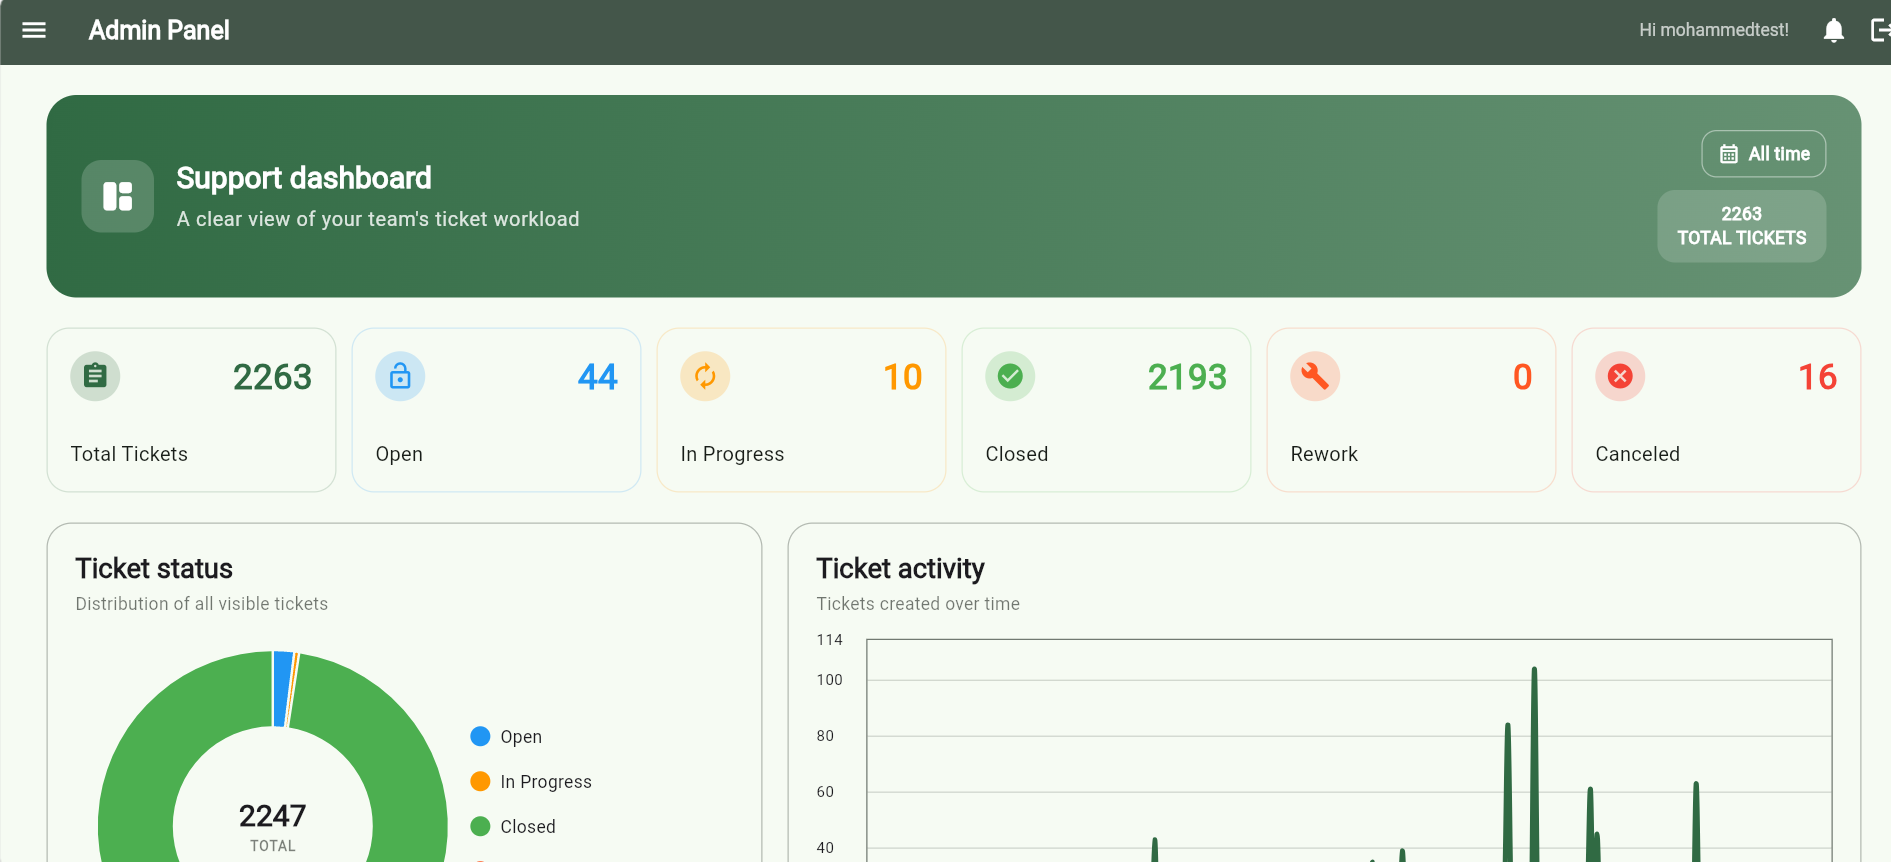 Admin Panel
Hi mohammedtest!
Support dashboard
A clear view of your team's ticket workload
All time
2263
TOTAL TICKETS
2263
Total Tickets
44
Open
10
In Progress
2193
Closed
0
Rework
16
Canceled
Ticket status
Distribution of all visible tickets
2247
TOTAL
Open
In Progress
Closed
Ticket activity
Tickets created over time
114
100
80
60
40